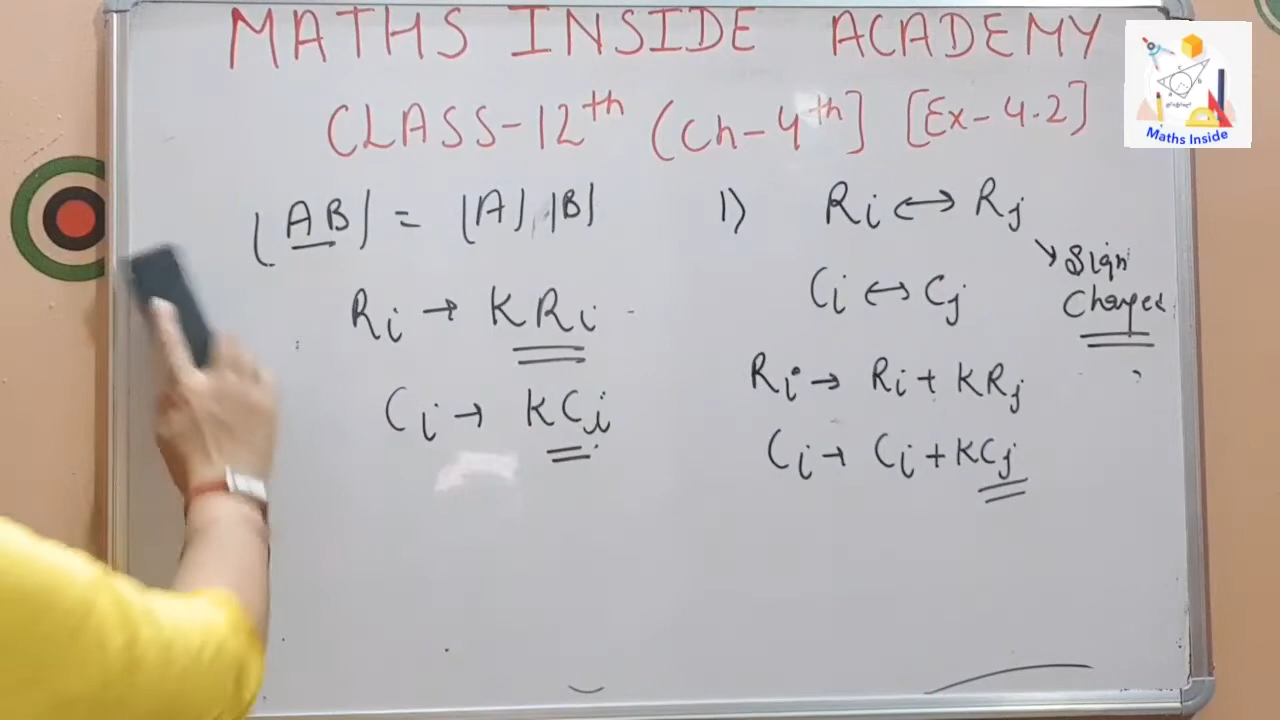 MATHS INSIDE ACADEMY
CLASS-12th (Ch-4th] [Ex-4.2]
|AB| = |A| |B|
Ri → KRi
Ci → KCi
1) Ri ↔ Rj
Sign
Changed
Ci ↔ Cj
Ri → Ri + KRj
Ci → Ci + KCj
Maths Inside